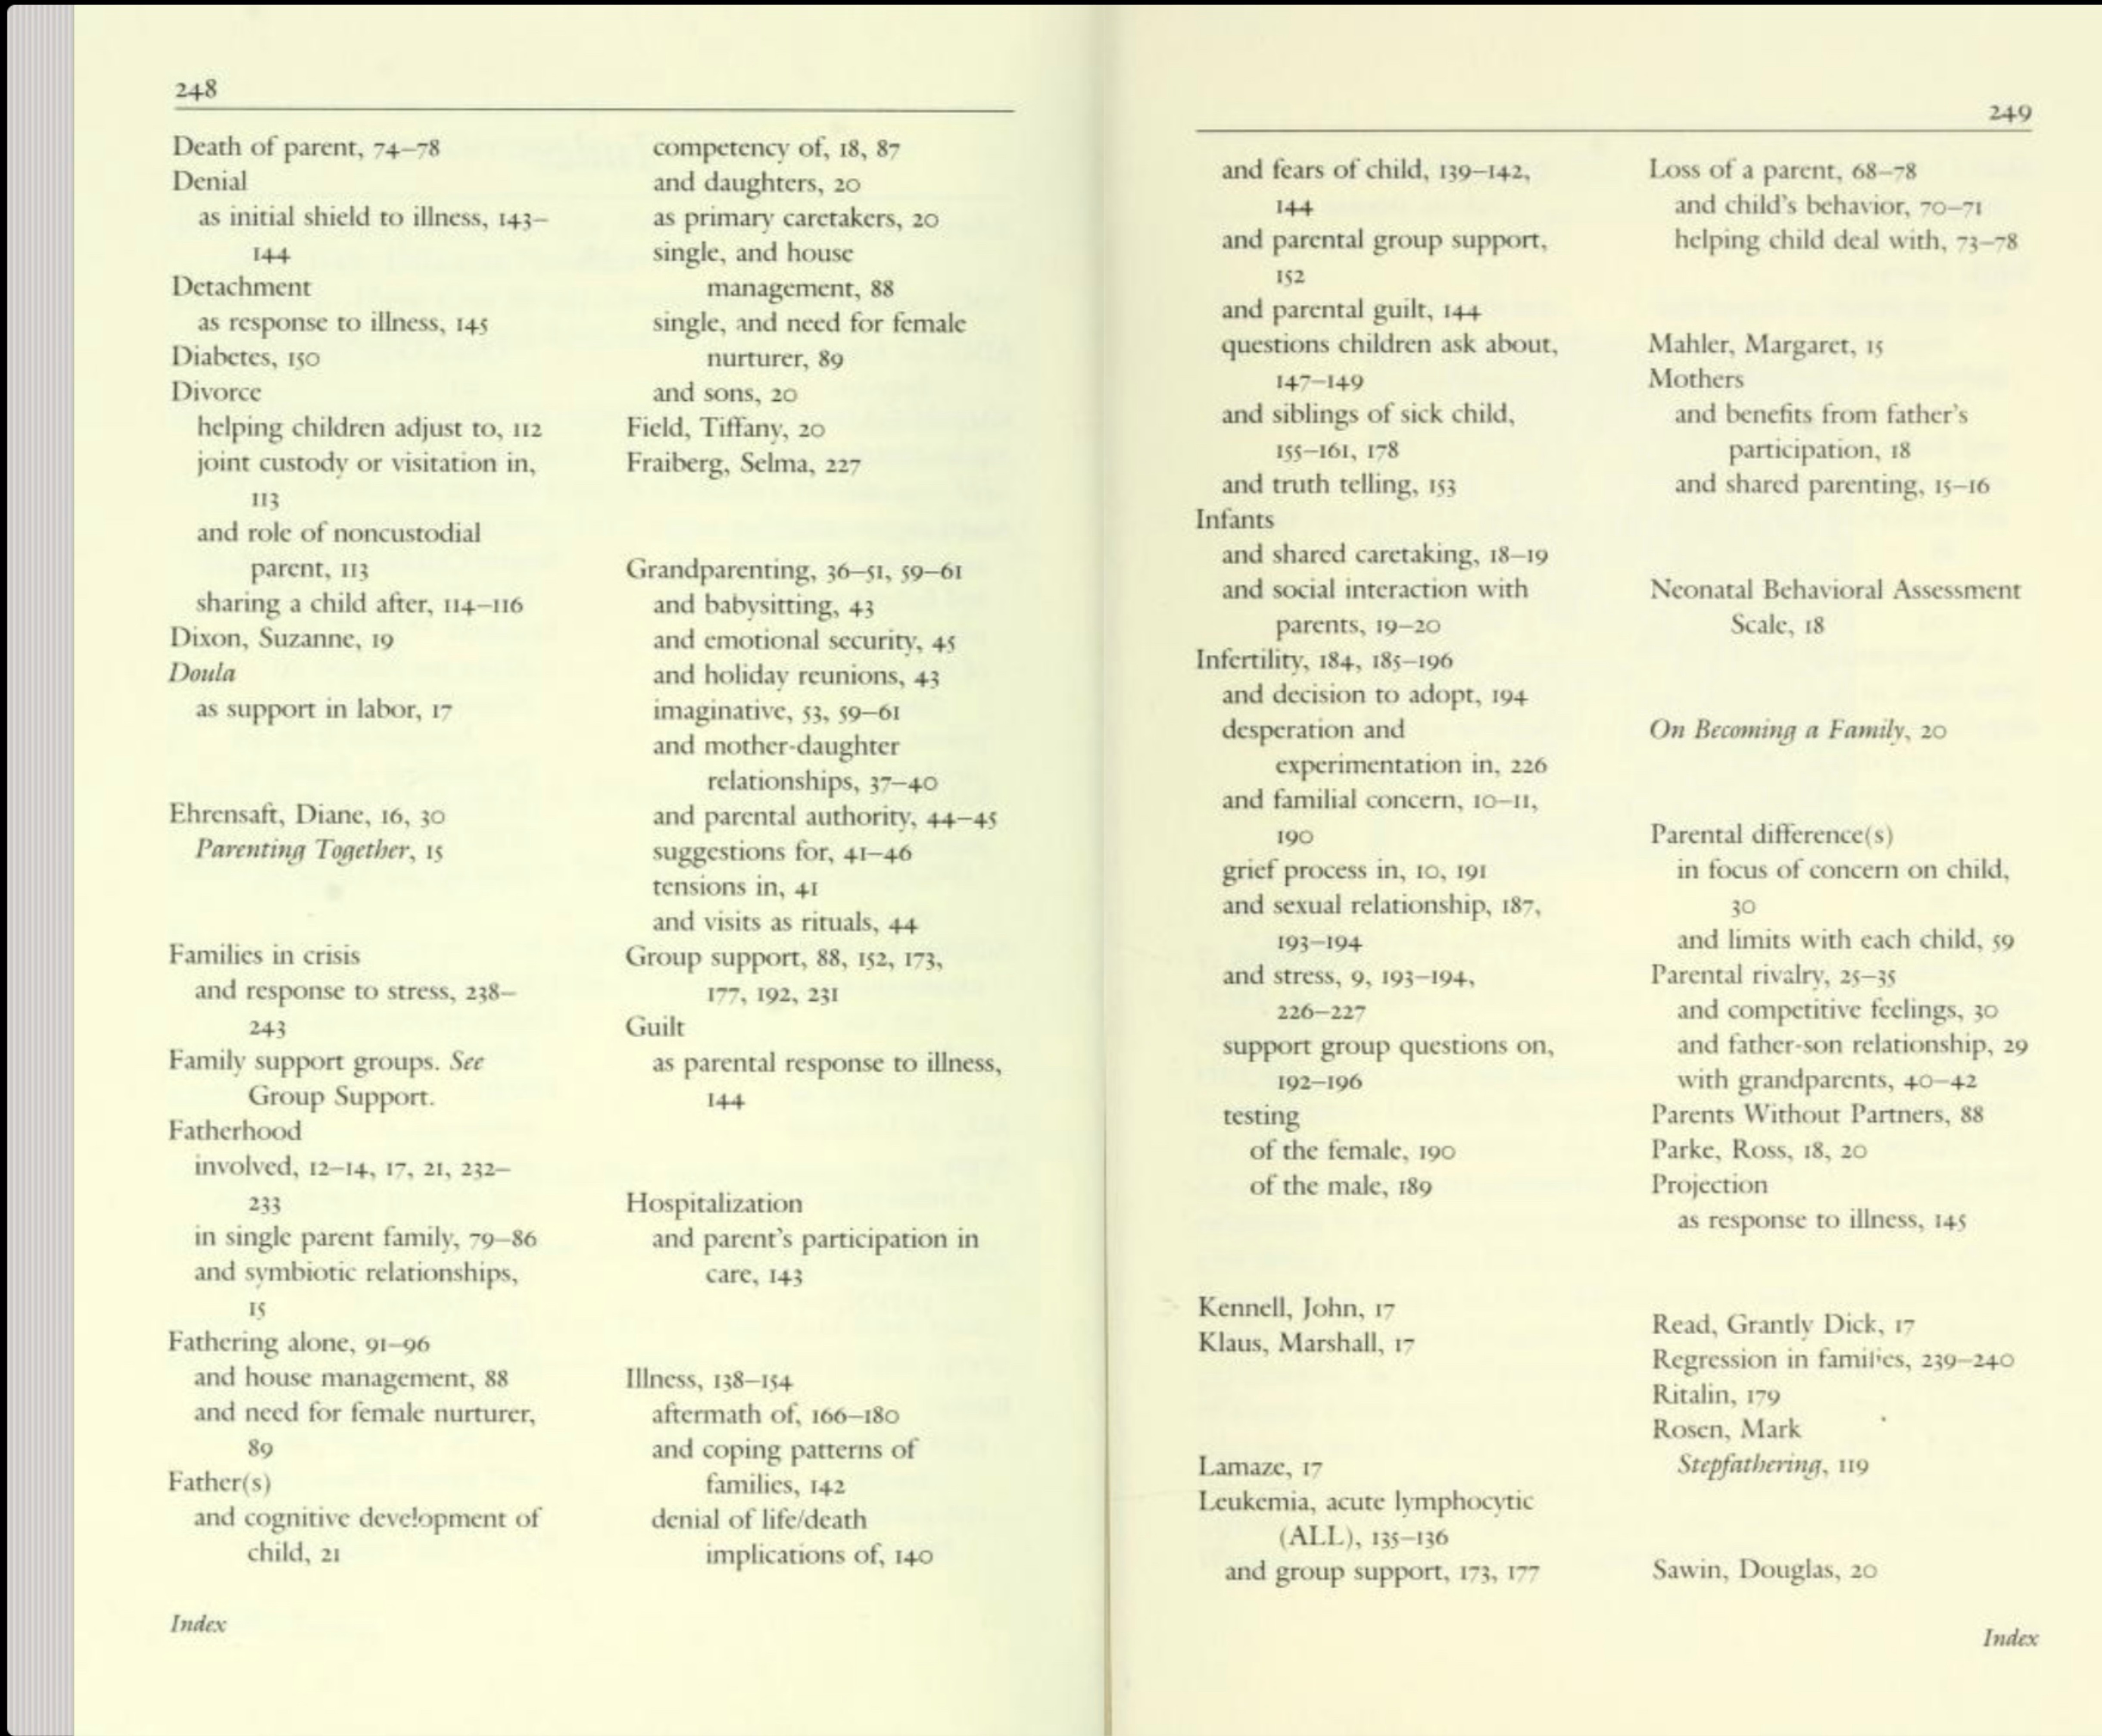 248
Death of parent, 74–78
Denial
as initial shield to illness, 143–
144
Detachment
as response to illness, 145
Diabetes, 150
Divorce
helping children adjust to, 112
joint custody or visitation in,
113
and role of noncustodial
parent, 113
sharing a child after, 114–116
Dixon, Suzanne, 19
Doula
as support in labor, 17
Ehrensaft, Diane, 16, 30
Parenting Together, 15
Families in crisis
and response to stress, 238–
243
Family support groups. See
Group Support.
Fatherhood
involved, 12–14, 17, 21, 232–
233
in single parent family, 79–86
and symbiotic relationships,
15
Fathering alone, 91–96
and house management, 88
and need for female nurturer,
89
Father(s)
and cognitive development of
child, 21
competency of, 18, 87
and daughters, 20
as primary caretakers, 20
single, and house
management, 88
single, and need for female
nurturer, 89
and sons, 20
Field, Tiffany, 20
Fraiberg, Selma, 227
Grandparenting, 36–51, 59–61
and babysitting, 43
and emotional security, 45
and holiday reunions, 43
imaginative, 53, 59–61
and mother-daughter
relationships, 37–40
and parental authority, 44–45
suggestions for, 41–46
tensions in, 41
and visits as rituals, 44
Group support, 88, 152, 173,
177, 192, 231
Guilt
as parental response to illness,
144
Hospitalization
and parent's participation in
care, 143
Illness, 138–154
aftermath of, 166–180
and coping patterns of
families, 142
denial of life/death
implications of, 140
Index
249
and fears of child, 139–142,
144
and parental group support,
152
and parental guilt, 144
questions children ask about,
147–149
and siblings of sick child,
155–161, 178
and truth telling, 153
Infants
and shared caretaking, 18–19
and social interaction with
parents, 19–20
Infertility, 184, 185–196
and decision to adopt, 194
desperation and
experimentation in, 226
and familial concern, 10–11,
190
grief process in, 10, 191
and sexual relationship, 187,
193–194
and stress, 9, 193–194,
226–227
support group questions on,
192–196
testing
of the female, 190
of the male, 189
Kennell, John, 17
Klaus, Marshall, 17
Lamaze, 17
Leukemia, acute lymphocytic
(ALL), 135–136
and group support, 173, 177
Loss of a parent, 68–78
and child's behavior, 70–71
helping child deal with, 73–78
Mahler, Margaret, 15
Mothers
and benefits from father's
participation, 18
and shared parenting, 15–16
Neonatal Behavioral Assessment
Scale, 18
On Becoming a Family, 20
Parental difference(s)
in focus of concern on child,
30
and limits with each child, 59
Parental rivalry, 25–35
and competitive feelings, 30
and father-son relationship, 29
with grandparents, 40–42
Parents Without Partners, 88
Parke, Ross, 18, 20
Projection
as response to illness, 145
Read, Grantly Dick, 17
Regression in families, 239–240
Ritalin, 179
Rosen, Mark
Stepfathering, 119
Sawin, Douglas, 20
Index